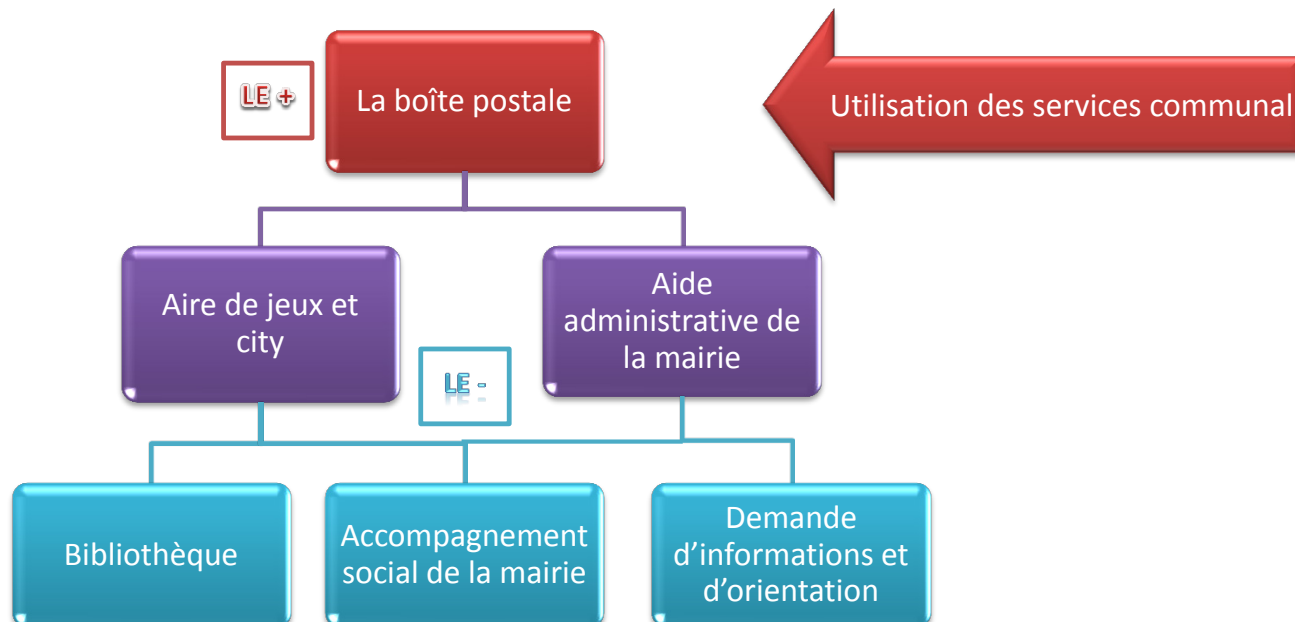 LE +
La boîte postale
Utilisation des services communal
Aire de jeux et
city
Aide
administrative de
la mairie
LE -
Bibliothèque
Accompagnement
social de la mairie
Demande
d'informations et
d'orientation